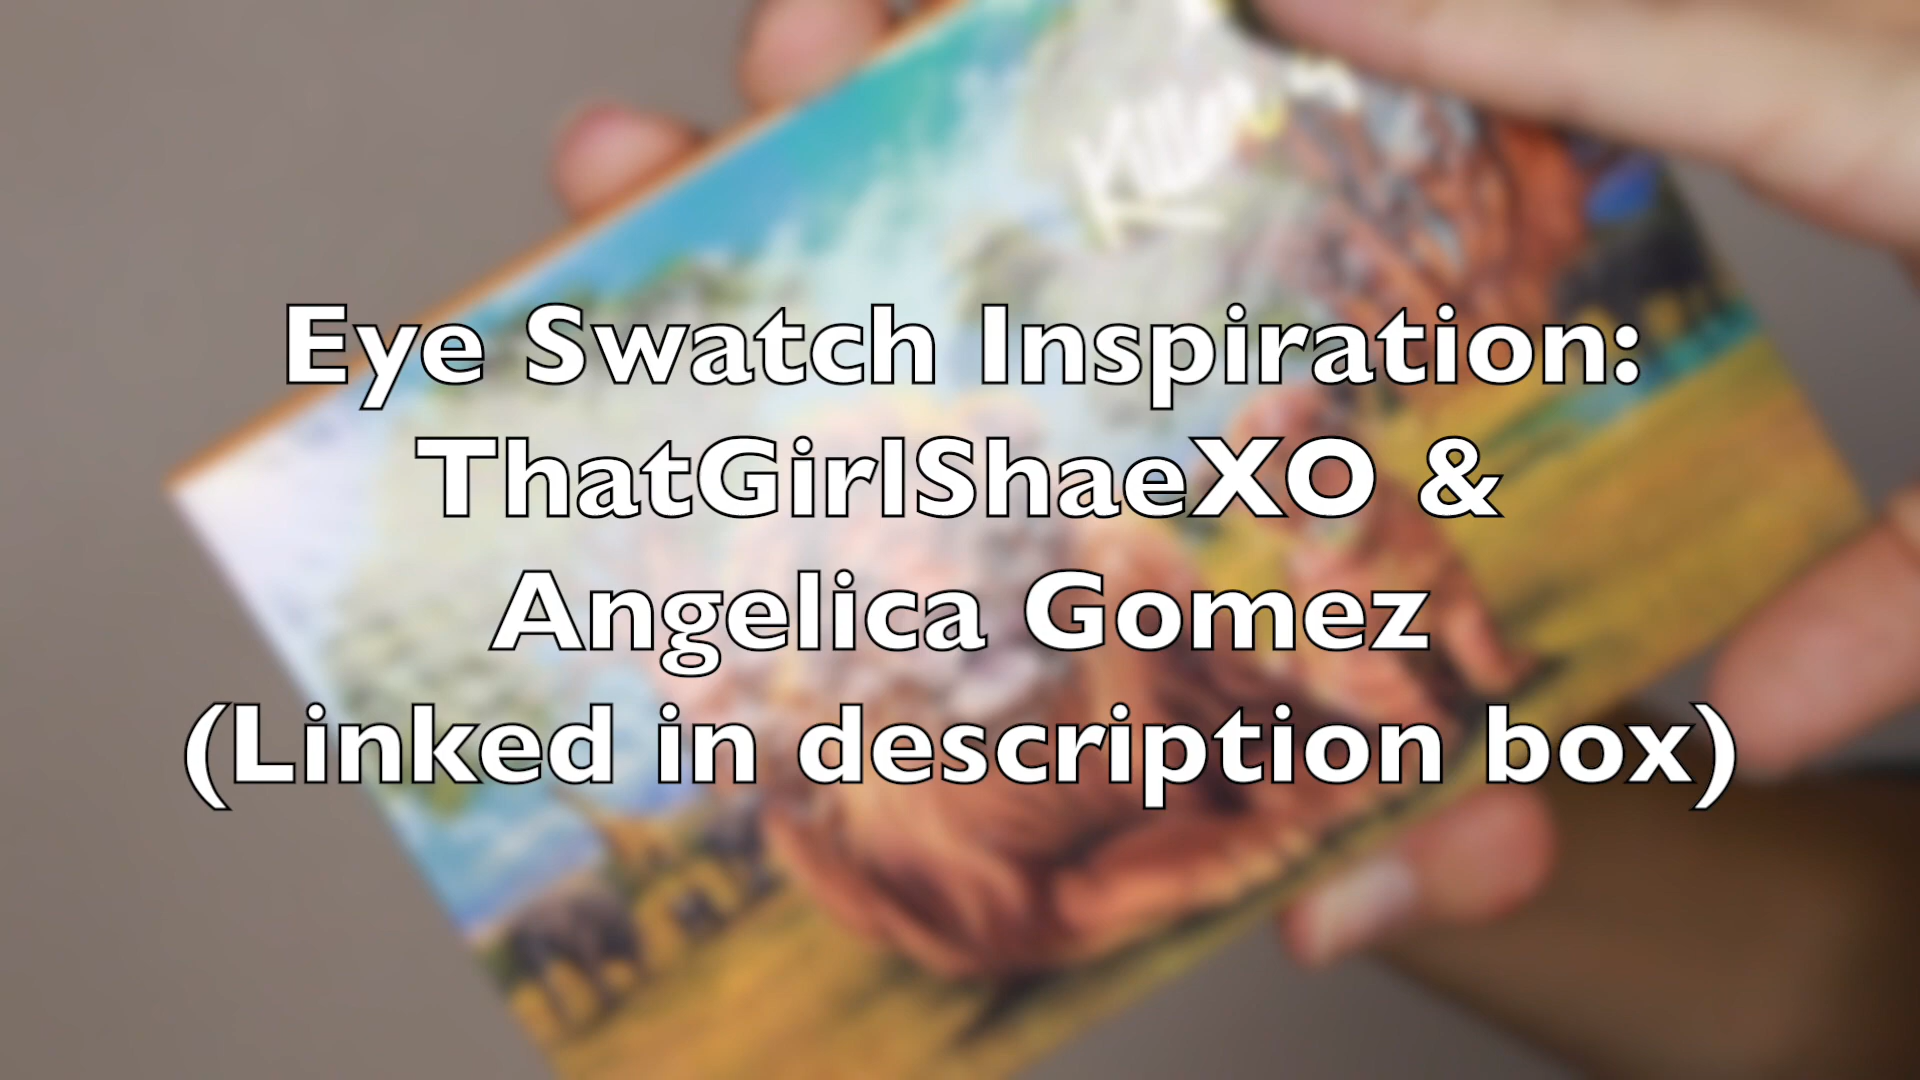 Eye Swatch Inspiration:
ThatGirlShaeXO &
Angelica Gomez
(Linked in description box)